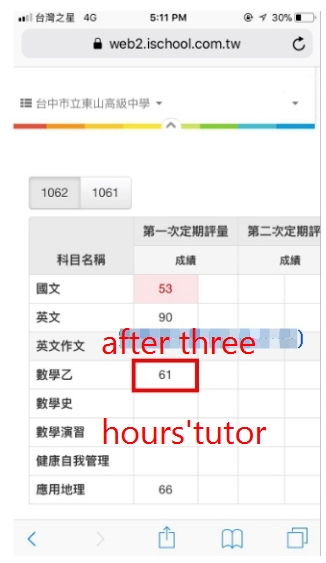 台灣之星 4G 5:11 PM 30%
web2.ischool.com.tw
台中市立東山高級中學
1062 1061
科目名稱 第一次定期評量 第二次定期評
成績 成績
國文 53
英文 90
英文作文 )
after three
數學乙 61
數學史
數學演習
hours'tutor
健康自我管理
應用地理 66